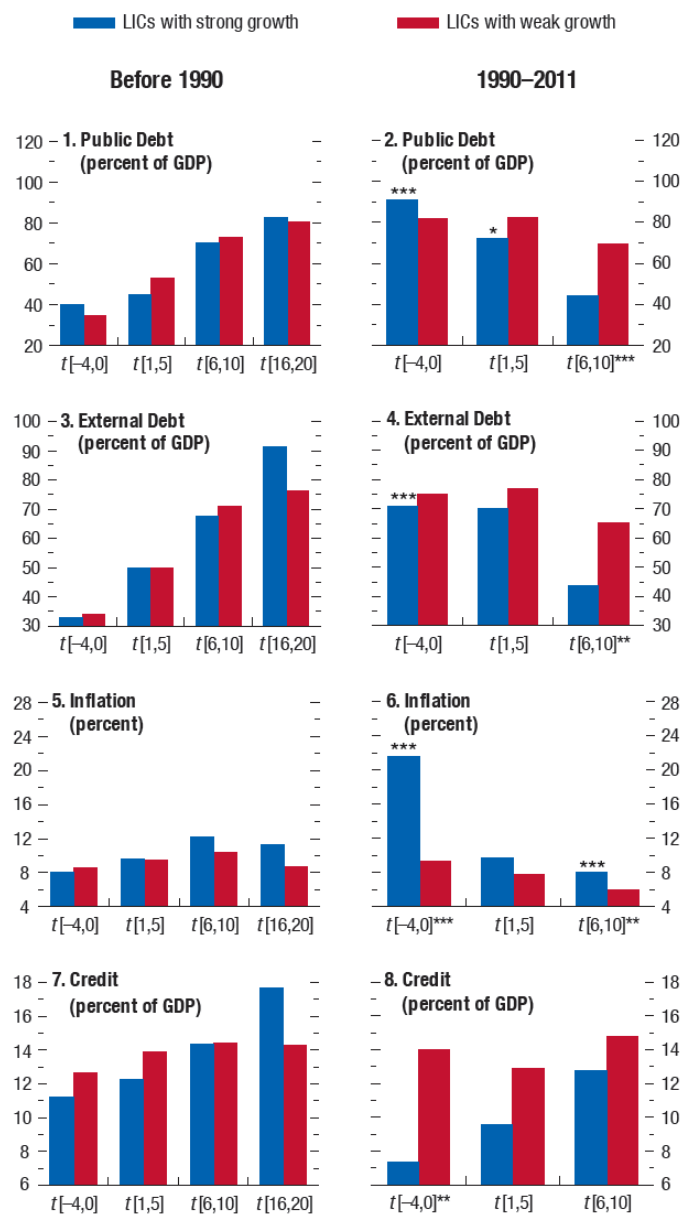 LICs with strong growth LICs with weak growth
Before 1990 1990–2011
1. Public Debt
(percent of GDP)
120
100
80
60
40
20
t[–4,0] t[1,5] t[6,10] t[16,20]
2. Public Debt
(percent of GDP)
120
100
80
60
40
20
***
*
t[–4,0] t[1,5] t[6,10]***
3. External Debt
(percent of GDP)
100
90
80
70
60
50
40
30
t[–4,0] t[1,5] t[6,10] t[16,20]
4. External Debt
(percent of GDP)
100
90
80
70
60
50
40
30
***
t[–4,0] t[1,5] t[6,10]**
5. Inflation
(percent)
28
24
20
16
12
8
4
t[–4,0] t[1,5] t[6,10] t[16,20]
6. Inflation
(percent)
28
24
20
16
12
8
4
***
***
t[–4,0]*** t[1,5] t[6,10]**
7. Credit
(percent of GDP)
18
16
14
12
10
8
6
t[–4,0] t[1,5] t[6,10] t[16,20]
8. Credit
(percent of GDP)
18
16
14
12
10
8
6
t[–4,0]** t[1,5] t[6,10]